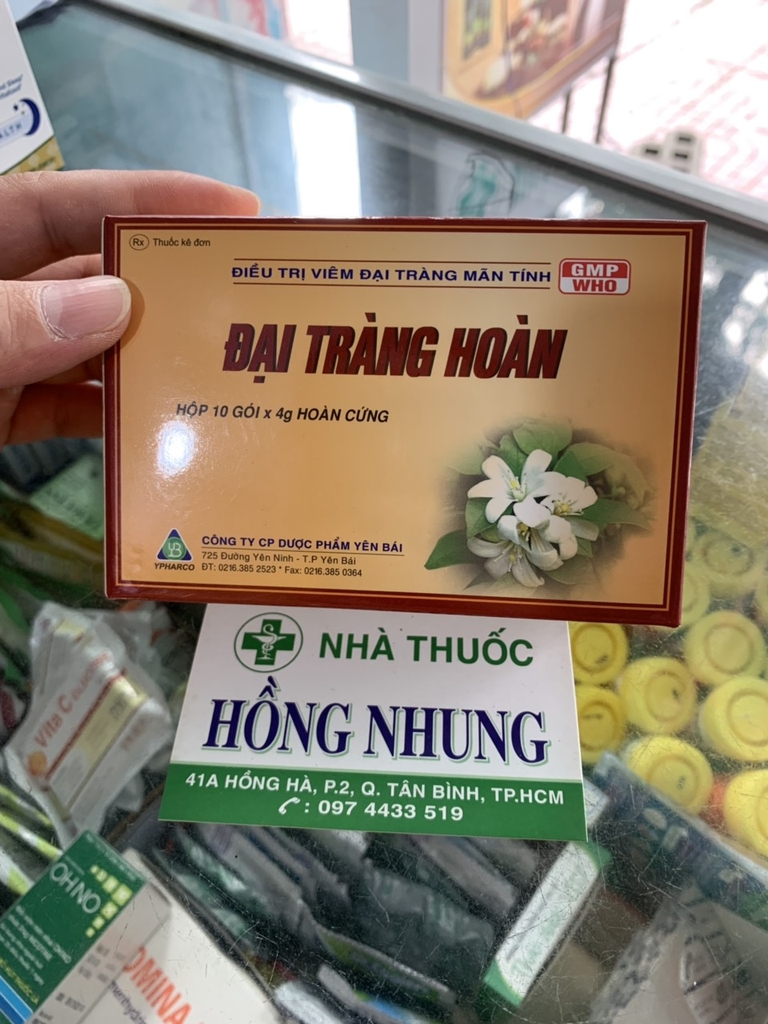 Rx Thuốc kê đơn
ĐIỀU TRỊ VIÊM ĐẠI TRÀNG MÃN TÍNH
GMP
WHO
ĐẠI TRÀNG HOÀN
HỘP 10 GÓI x 4g HOÀN CỨNG
YPHARCO
CÔNG TY CP DƯỢC PHẨM YÊN BÁI
725 Đường Yên Ninh - T.P Yên Bái
ĐT: 0216.385 2523 * Fax: 0216.385 0364
NHÀ THUỐC
HỒNG NHUNG
41A HỒNG HÀ, P.2, Q. TÂN BÌNH, TP.HCM
: 097 4433 519
Vita C
OHNO